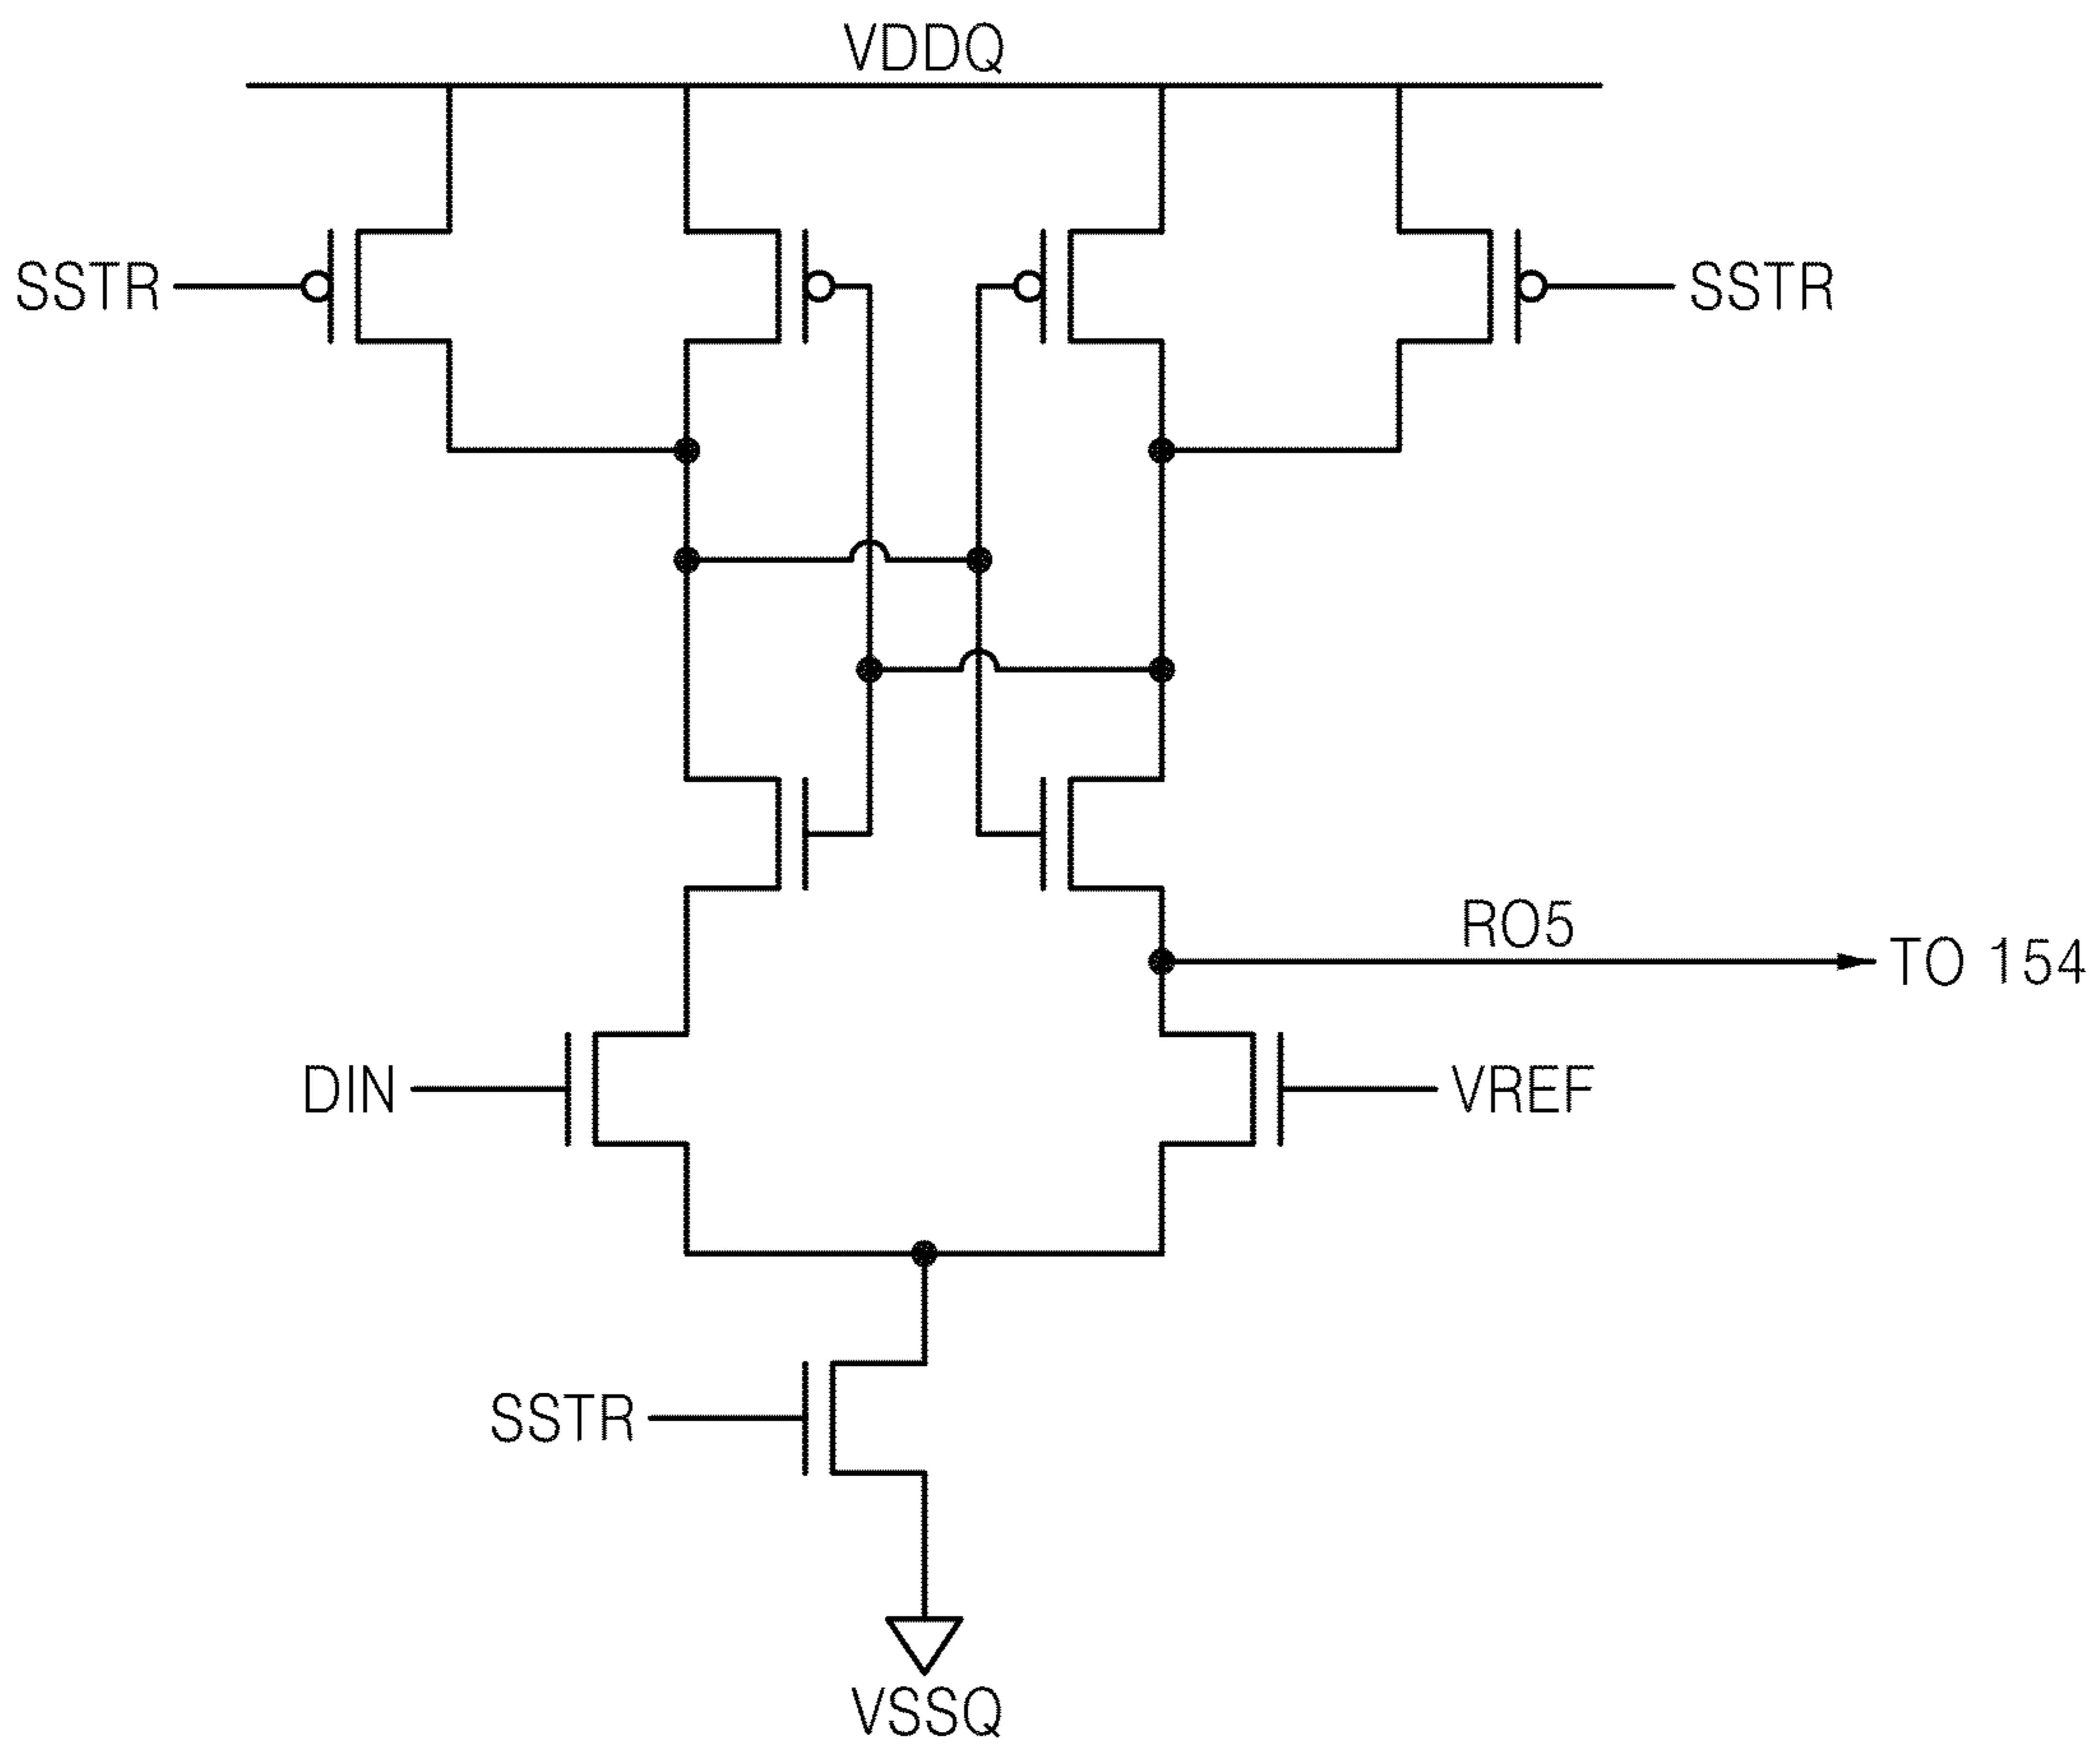 VDDQ
SSTR
SSTR
RO5
TO 154
DIN
VREF
SSTR
VSSQ